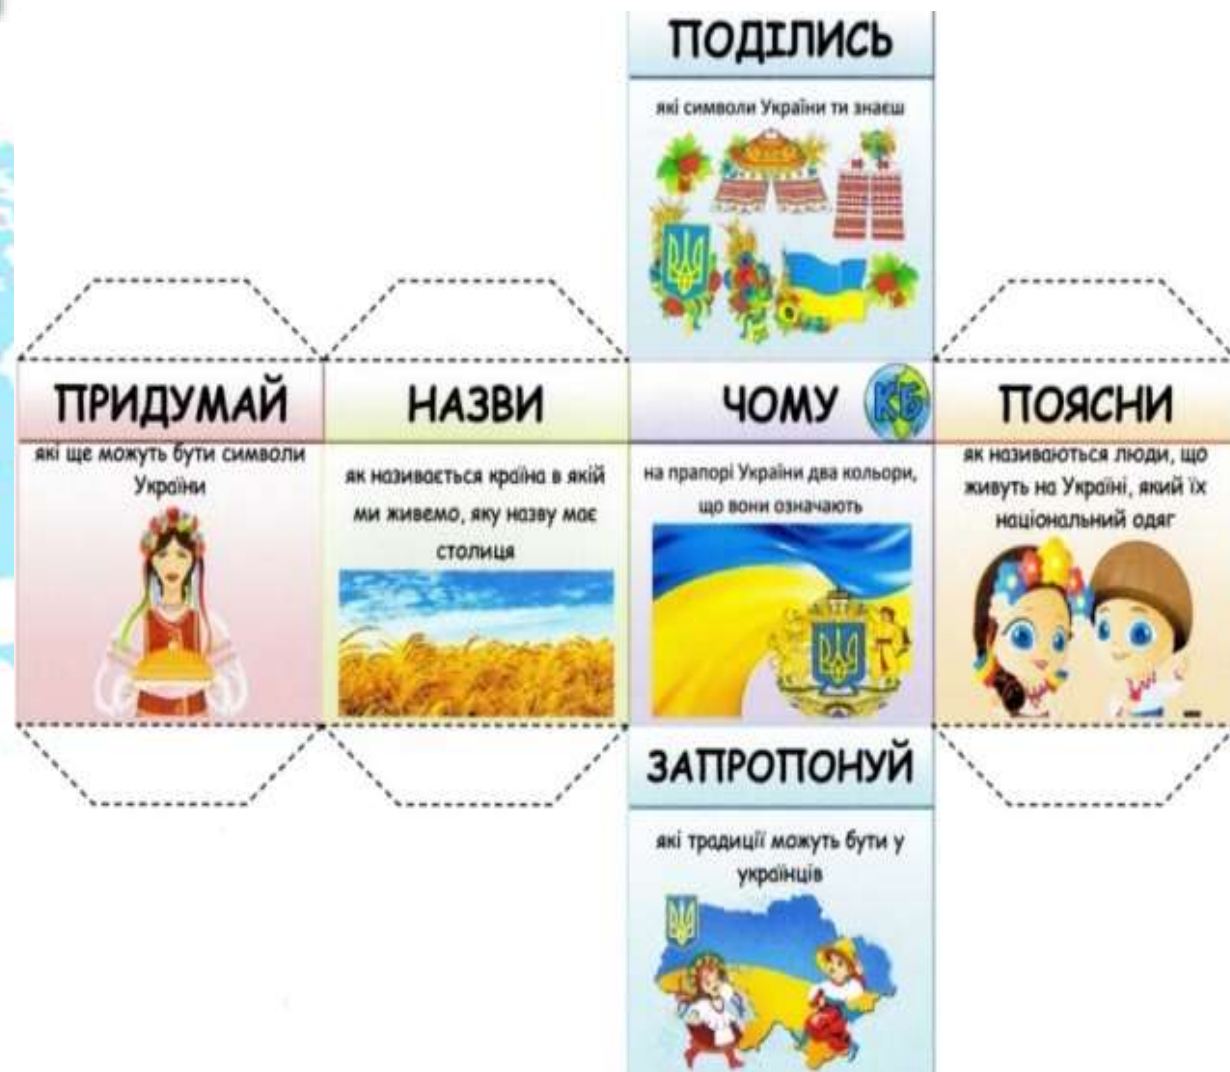 ПОДІЛИСЬ
які символи України ти знаєш
ПРИДУМАЙ
які ще можуть бути символи
України
НАЗВИ
як називається країна в якій
ми живемо, яку назву має
столиця
ЧОМУ
КБ
на прапорі України два кольори,
що вони означають
ПОЯСНИ
як називаються люди, що
живуть на Україні, який їх
національний одяг
ЗАПРОПОНУЙ
які традиції можуть бути у
українців